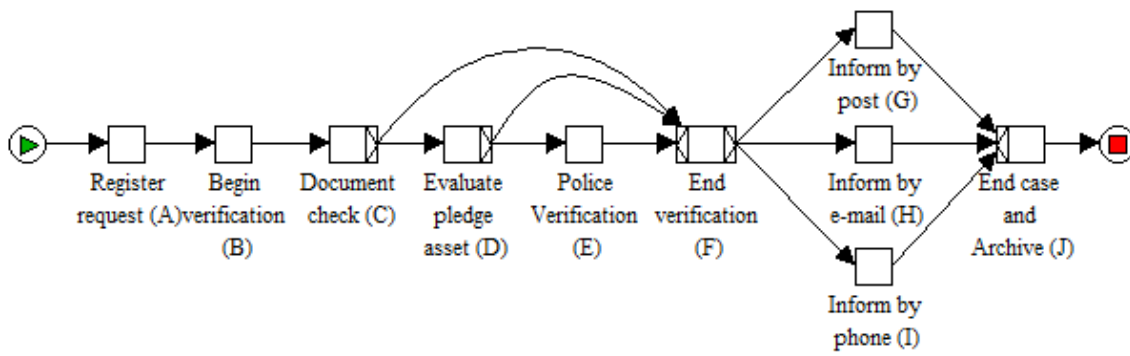 Inform by
post (G)
Register
request (A)
Begin
verification
(B)
Document
check (C)
Evaluate
pledge
asset (D)
Police
Verification
(E)
End
verification
(F)
Inform by
e-mail (H)
End case
and
Archive (J)
Inform by
phone (I)